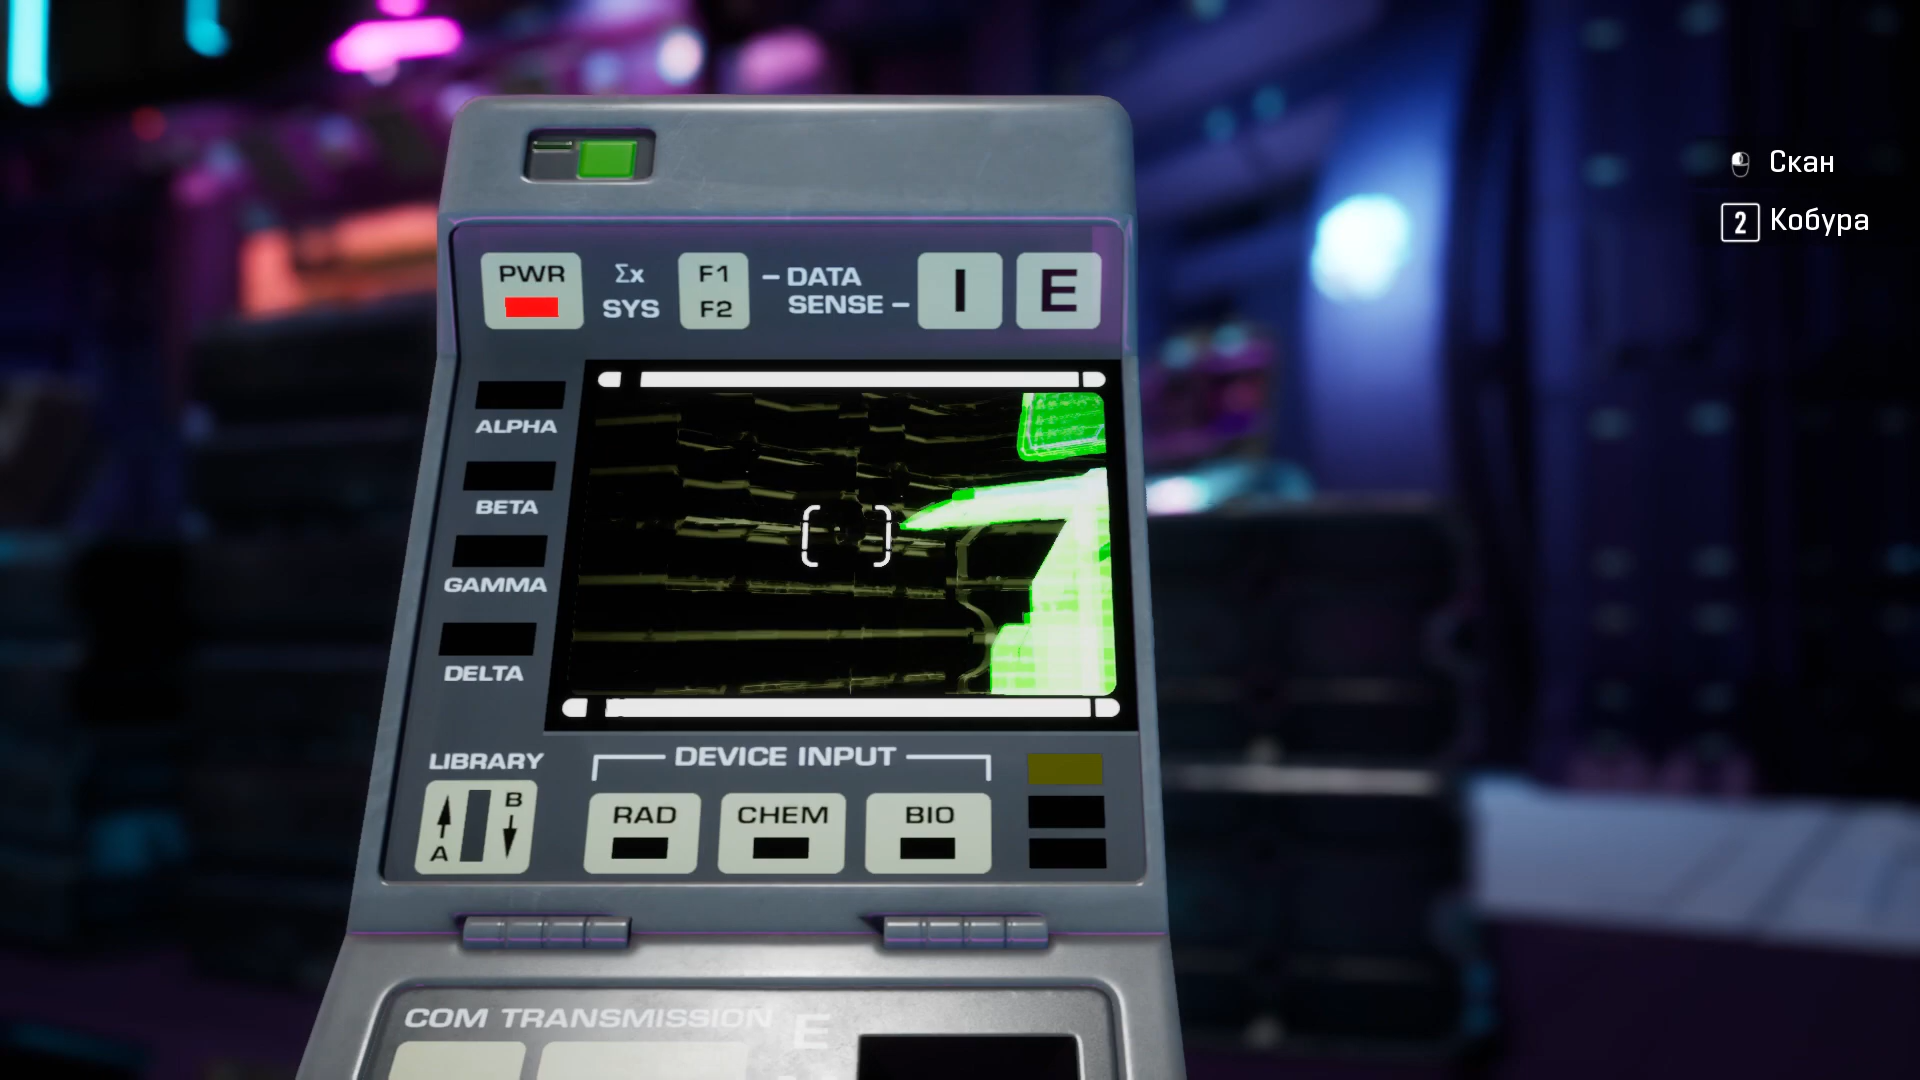 Скан
2 Кобура
PWR
Σx
SYS
F1
F2
– DATA
SENSE –
I
E
ALPHA
BETA
GAMMA
DELTA
LIBRARY
B
A
DEVICE INPUT
RAD
CHEM
BIO
COM TRANSMISSION
E